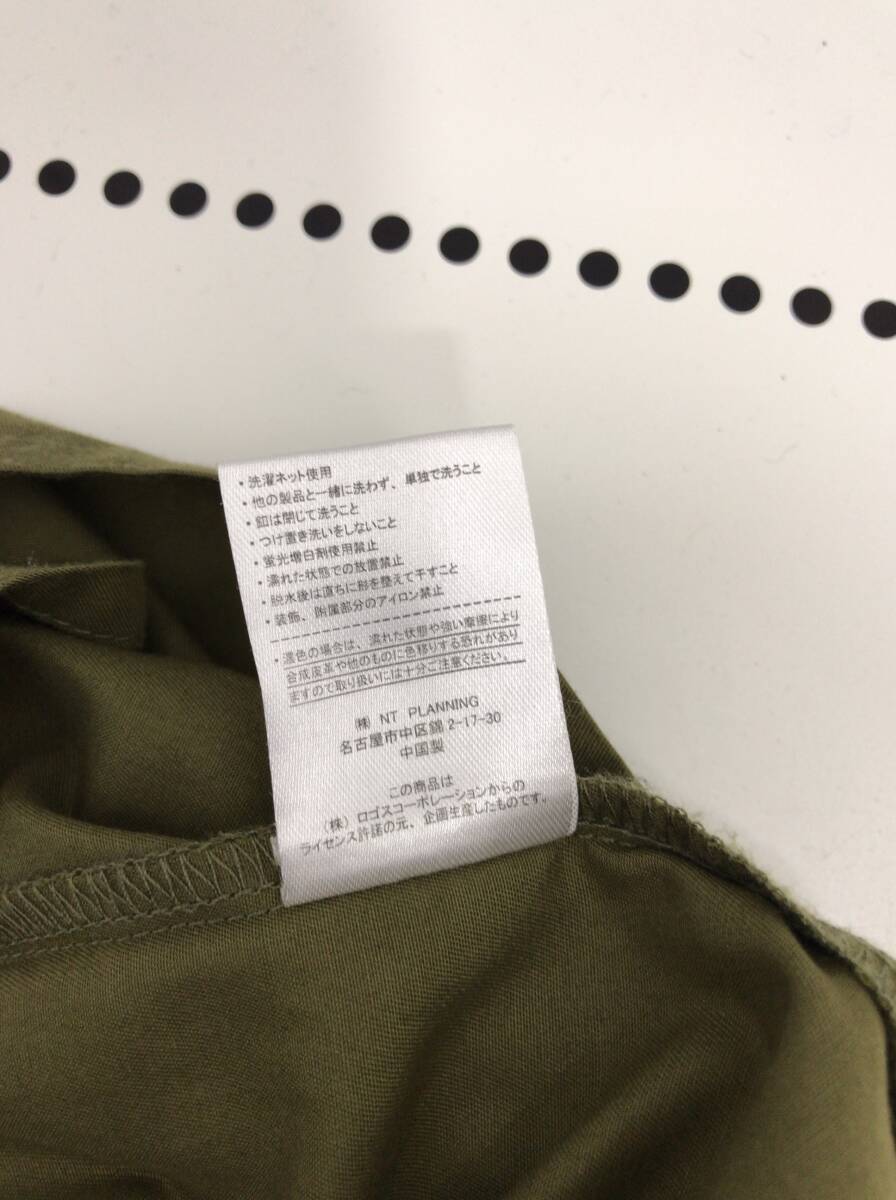 ・洗濯ネット使用
・他の製品と一緒に洗わず、単独で洗うこと
・釦は閉じて洗うこと
・つけ置き洗いをしないこと
・蛍光増白剤使用禁止
・濡れた状態での放置禁止
・脱水後は直ちに形を整えて干すこと
・装飾、附属部分のアイロン禁止
・濃色の場合は、濡れた状態や強い摩擦により
合成皮革や他のものに色移りする恐れがあり
ますので取り扱いには十分ご注意ください。
㈱ NT PLANNING
名古屋市中区錦2-17-30
中国製
この商品は
（株）ロゴスコーポレーションからの
ライセンス許諾の元、企画生産したものです。